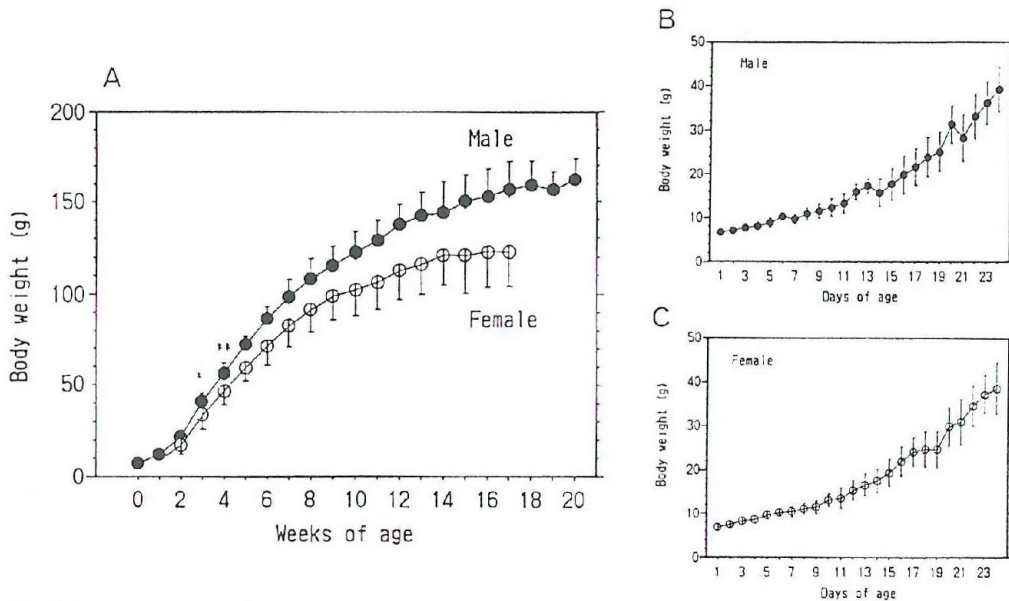 A
200
150
100
50
0
Body weight (g)
Male
Female
*
**
0 2 4 6 8 10 12 14 16 18 20
Weeks of age
B
50
40
30
20
10
0
Body weight (g)
Male
1 3 5 7 9 11 13 15 17 19 21 23
Days of age
C
50
40
30
20
10
0
Body weight (g)
Female
1 3 5 7 9 11 13 15 17 19 21 23
Days of age